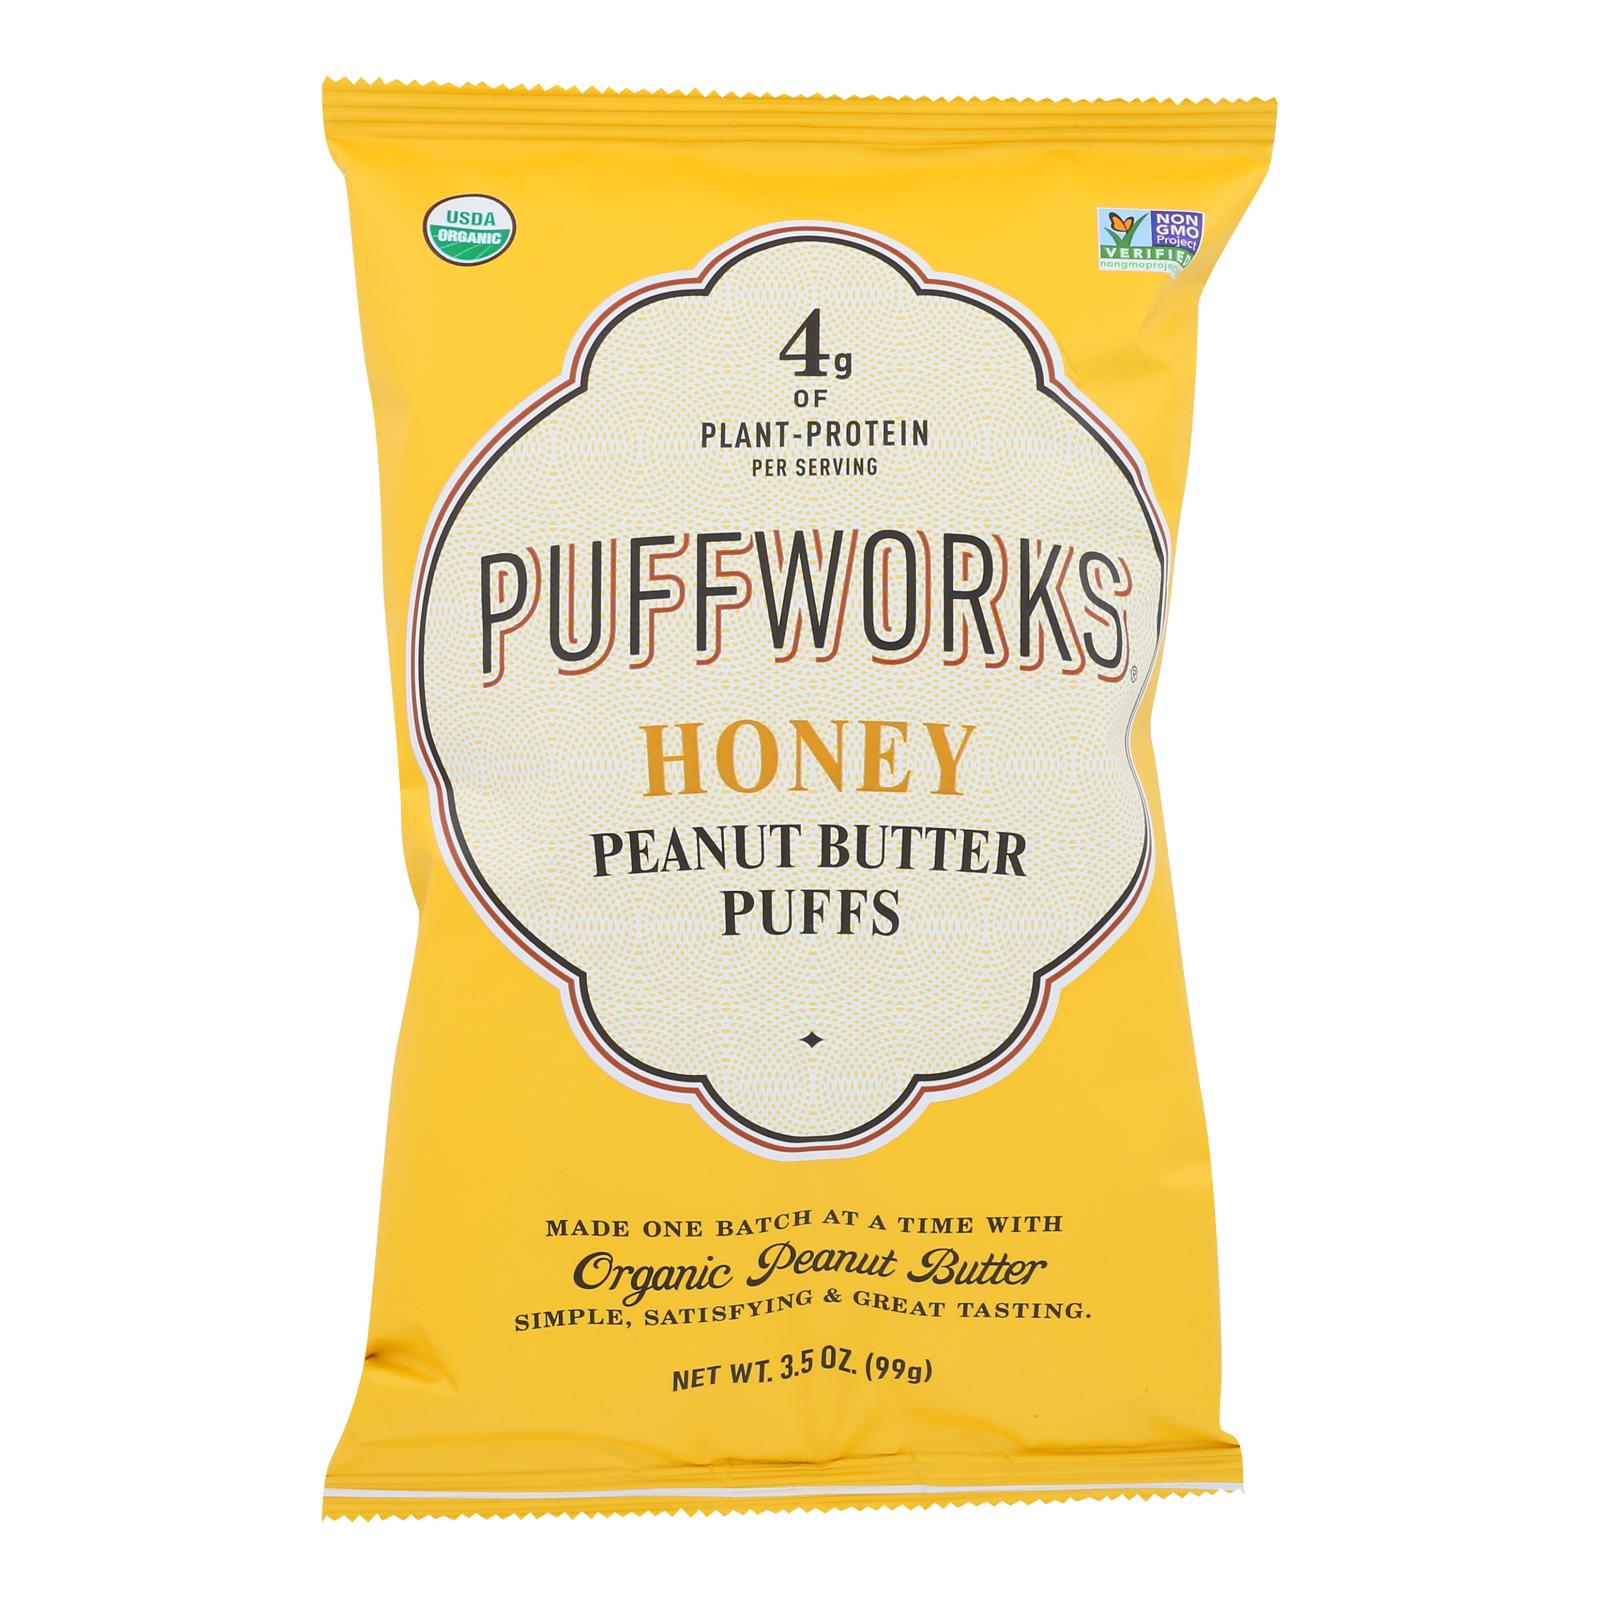 USDA
ORGANIC
NON
GMO
Project
VERIFIED
4g
OF
PLANT-PROTEIN
PER SERVING
PUFFWORKS®
HONEY
PEANUT BUTTER
PUFFS
MADE ONE BATCH AT A TIME WITH
Organic Peanut Butter
SIMPLE, SATISFYING & GREAT TASTING.
NET WT. 3.5 OZ. (99g)